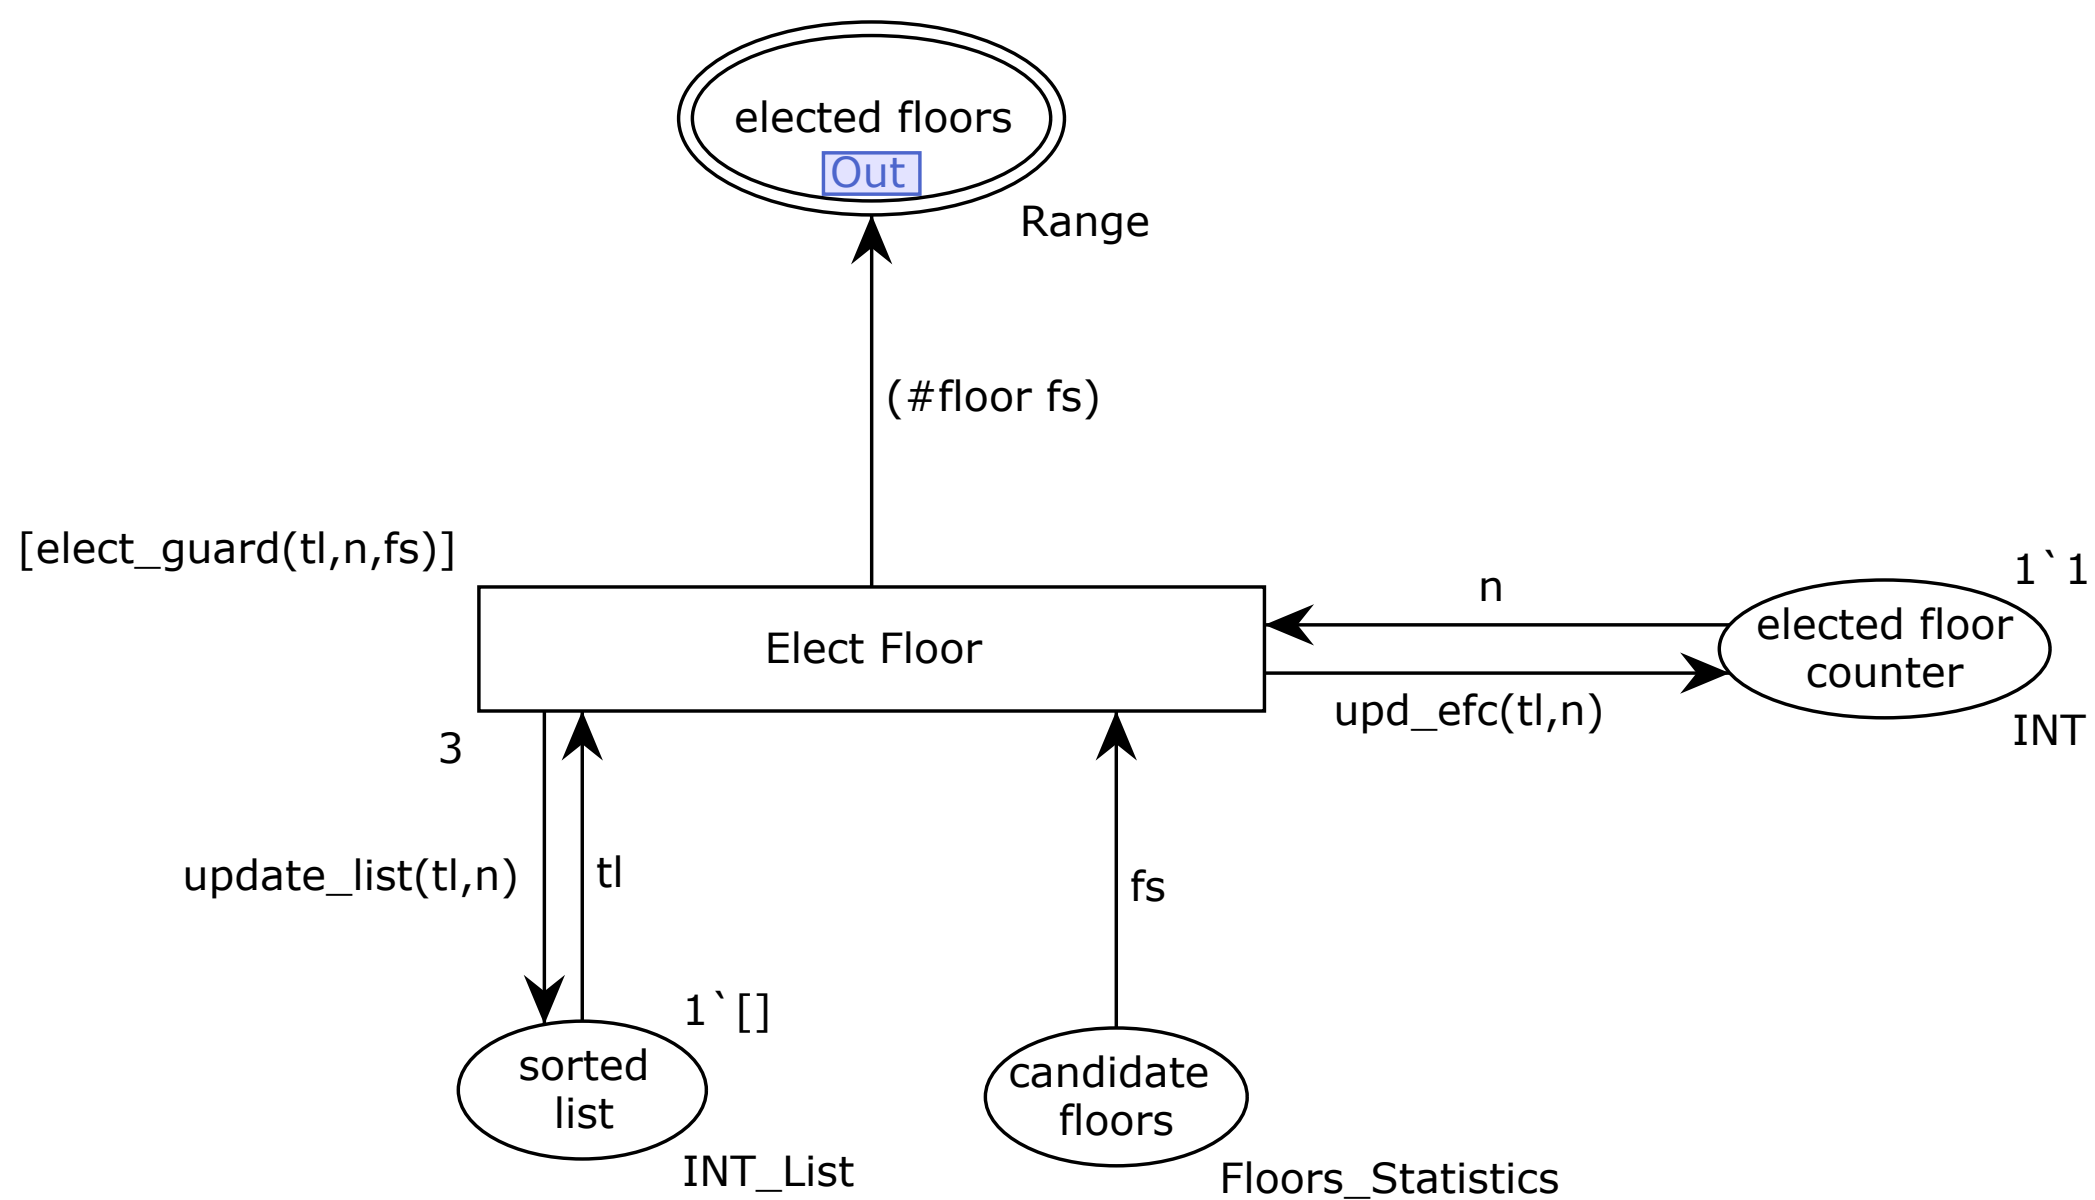 elected floors
Out
Range
(#floor fs)
[elect_guard(tl,n,fs)]
n
1`1
elected floor
counter
Elect Floor
upd_efc(tl,n)
INT
3
update_list(tl,n)
tl
fs
1`[]
sorted
list
candidate
floors
INT_List
Floors_Statistics